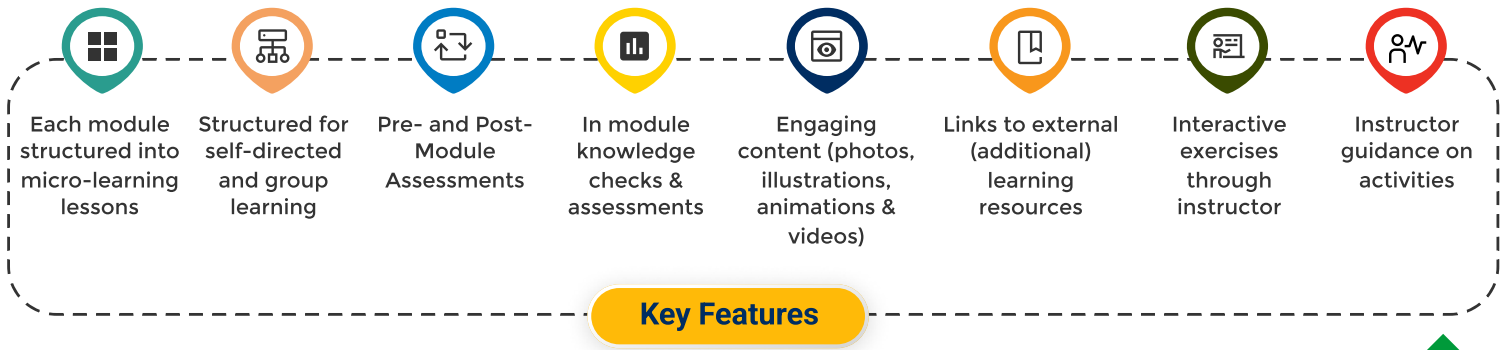 Each module
structured into
micro-learning
lessons
Structured for
self-directed
and group
learning
Pre- and Post-
Module
Assessments
In module
knowledge
checks &
assessments
Engaging
content (photos,
illustrations,
animations &
videos)
Links to external
(additional)
learning
resources
Interactive
exercises
through
instructor
Instructor
guidance on
activities
Key Features